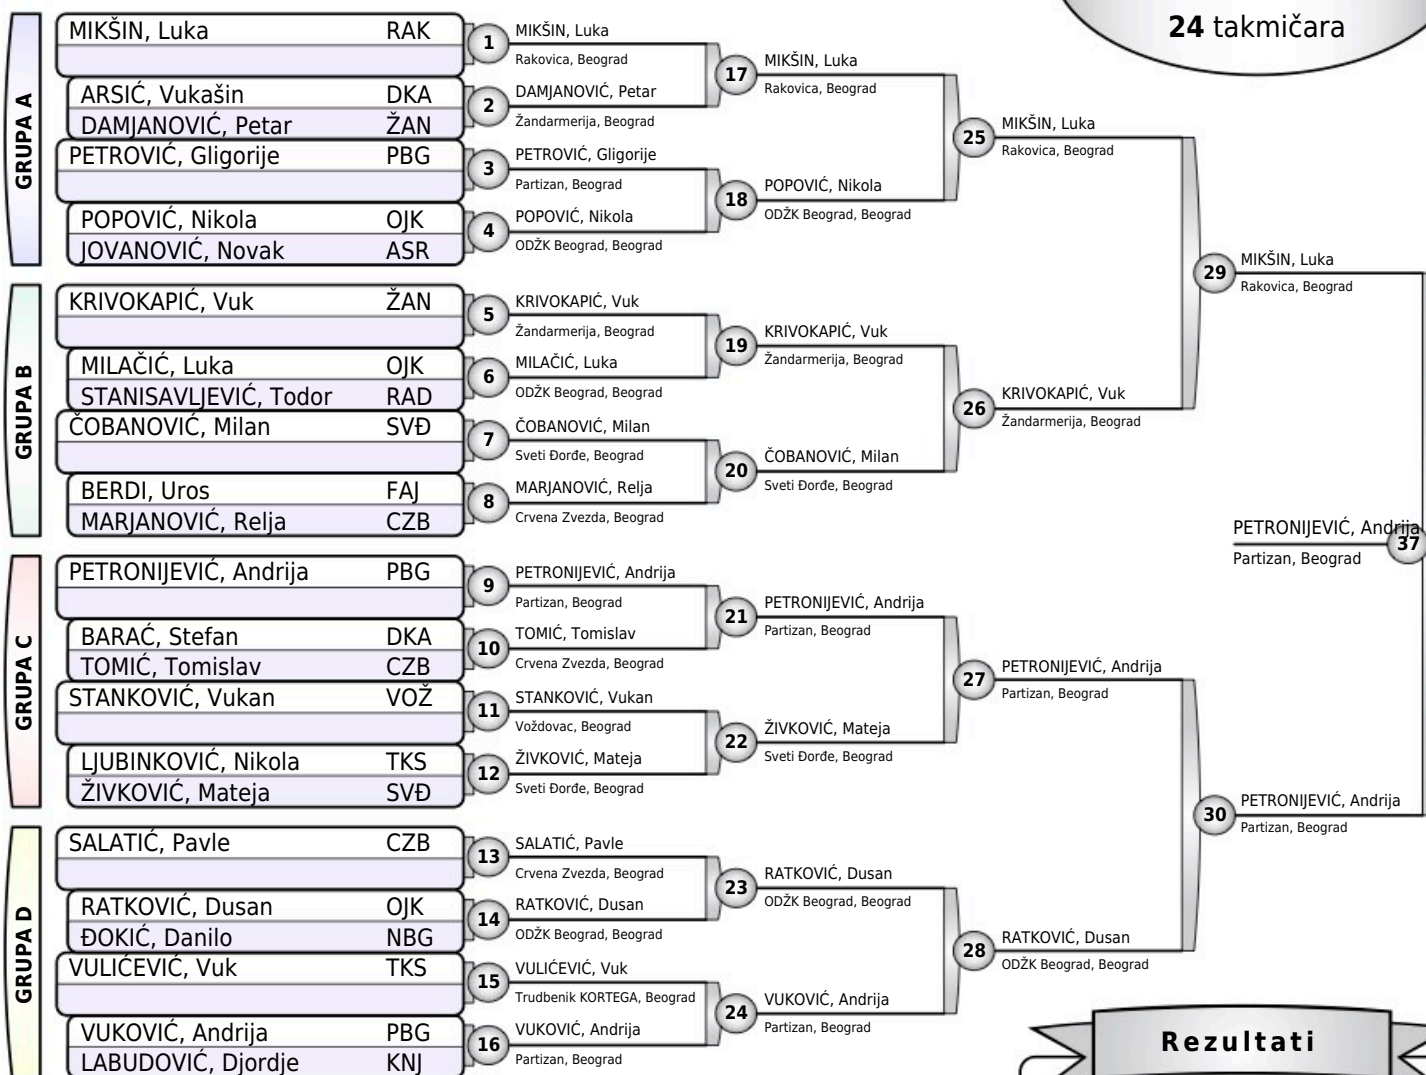 24 takmičara
GRUPA A
MIKŠIN, Luka RAK
ARSIĆ, Vukašin DKA
DAMJANOVIĆ, Petar ŽAN
PETROVIĆ, Gligorije PBG
POPOVIĆ, Nikola OJK
JOVANOVIĆ, Novak ASR
GRUPA B
KRIVOKAPIĆ, Vuk ŽAN
MILAČIĆ, Luka OJK
STANISAVLJEVIĆ, Todor RAD
ČOBANOVIĆ, Milan SVĐ
BERDI, Uros FAJ
MARJANOVIĆ, Relja CZB
GRUPA C
PETRONIJEVIĆ, Andrija PBG
BARAĆ, Stefan DKA
TOMIĆ, Tomislav CZB
STANKOVIĆ, Vukan VOŽ
LJUBINKOVIĆ, Nikola TKS
ŽIVKOVIĆ, Mateja SVĐ
GRUPA D
SALATIĆ, Pavle CZB
RATKOVIĆ, Dusan OJK
ĐOKIĆ, Danilo NBG
VULIĆEVIĆ, Vuk TKS
VUKOVIĆ, Andrija PBG
LABUDOVIĆ, Djordje KNJ
1 MIKŠIN, Luka
Rakovica, Beograd
2 DAMJANOVIĆ, Petar
Žandarmerija, Beograd
3 PETROVIĆ, Gligorije
Partizan, Beograd
4 POPOVIĆ, Nikola
ODŽK Beograd, Beograd
5 KRIVOKAPIĆ, Vuk
Žandarmerija, Beograd
6 MILAČIĆ, Luka
ODŽK Beograd, Beograd
7 ČOBANOVIĆ, Milan
Sveti Đorđe, Beograd
8 MARJANOVIĆ, Relja
Crvena Zvezda, Beograd
9 PETRONIJEVIĆ, Andrija
Partizan, Beograd
10 TOMIĆ, Tomislav
Crvena Zvezda, Beograd
11 STANKOVIĆ, Vukan
Voždovac, Beograd
12 ŽIVKOVIĆ, Mateja
Sveti Đorđe, Beograd
13 SALATIĆ, Pavle
Crvena Zvezda, Beograd
14 RATKOVIĆ, Dusan
ODŽK Beograd, Beograd
15 VULIĆEVIĆ, Vuk
Trudbenik KORTEGA, Beograd
16 VUKOVIĆ, Andrija
Partizan, Beograd
17 MIKŠIN, Luka
Rakovica, Beograd
18 POPOVIĆ, Nikola
ODŽK Beograd, Beograd
19 KRIVOKAPIĆ, Vuk
Žandarmerija, Beograd
20 ČOBANOVIĆ, Milan
Sveti Đorđe, Beograd
21 PETRONIJEVIĆ, Andrija
Partizan, Beograd
22 ŽIVKOVIĆ, Mateja
Sveti Đorđe, Beograd
23 RATKOVIĆ, Dusan
ODŽK Beograd, Beograd
24 VUKOVIĆ, Andrija
Partizan, Beograd
25 MIKŠIN, Luka
Rakovica, Beograd
26 KRIVOKAPIĆ, Vuk
Žandarmerija, Beograd
27 PETRONIJEVIĆ, Andrija
Partizan, Beograd
28 RATKOVIĆ, Dusan
ODŽK Beograd, Beograd
29 MIKŠIN, Luka
Rakovica, Beograd
30 PETRONIJEVIĆ, Andrija
Partizan, Beograd
PETRONIJEVIĆ, Andrija
Partizan, Beograd 37
Rezultati